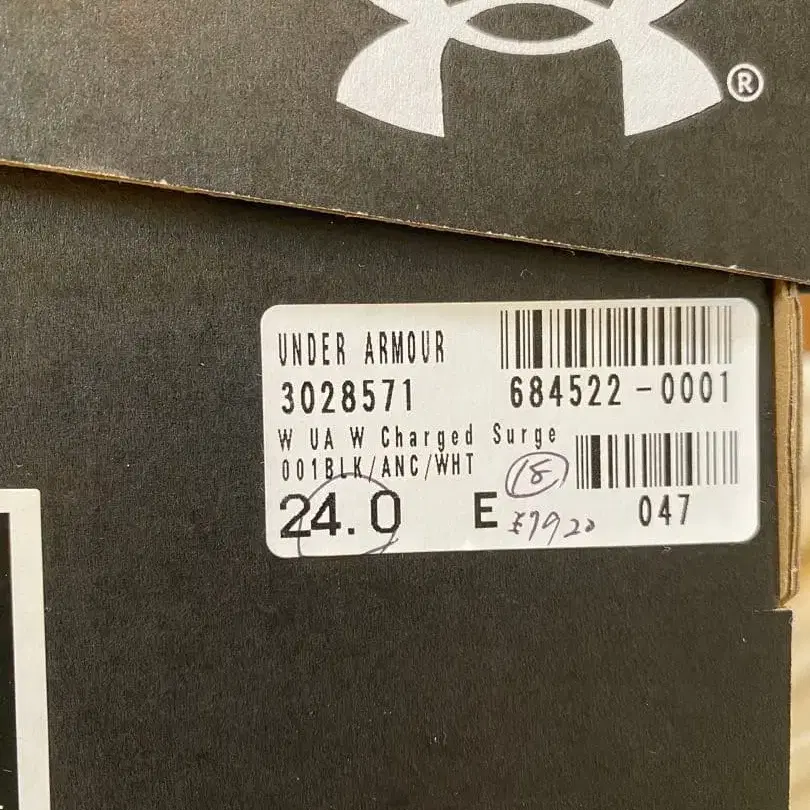 ®
UNDER ARMOUR
3028571 684522-0001
W UA W Charged Surge
001BLK/ANC/WHT 18
24.0 E ¥7920 047